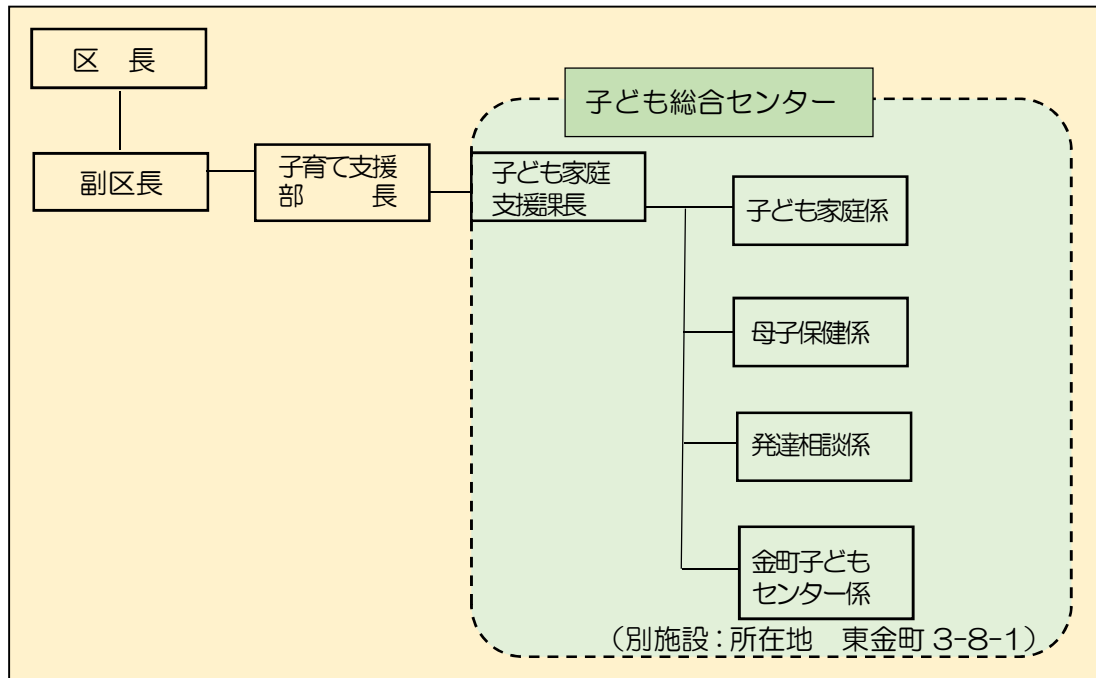 区　長
子ども総合センター
副区長
子育て支援
部　　長
子ども家庭
支援課長
子ども家庭係
母子保健係
発達相談係
金町子ども
センター係
（別施設：所在地　東金町 3-8-1）